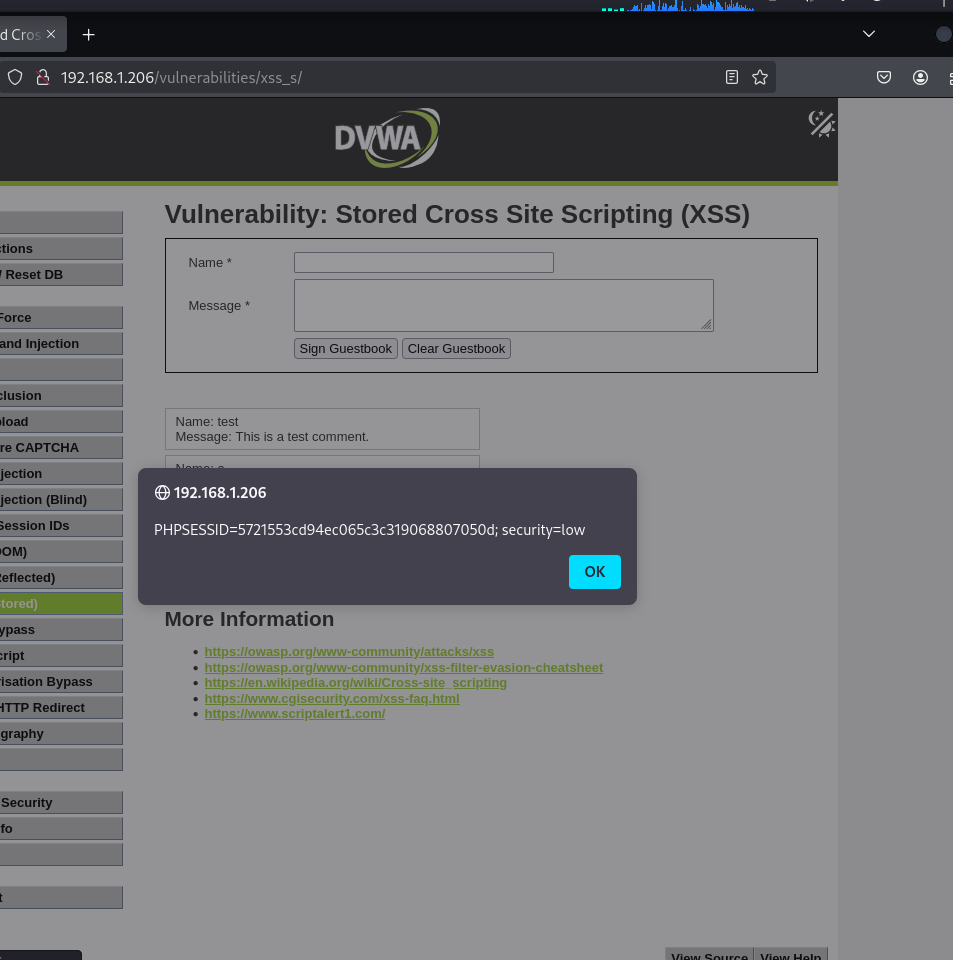 d Cros
192.168.1.206/vulnerabilities/xss_s/
DVWA
ctions
/ Reset DB
Force
and Injection
clusion
pload
re CAPTCHA
jection
jection (Blind)
Session IDs
OOM)
Reflected)
Stored)
ypass
cript
risation Bypass
HTTP Redirect
graphy
Security
fo
t
Vulnerability: Stored Cross Site Scripting (XSS)
Name *
Message *
Sign Guestbook Clear Guestbook
Name: test
Message: This is a test comment.
192.168.1.206
PHPSESSID=5721553cd94ec065c3c319068807050d; security=low
OK
More Information
https://owasp.org/www-community/attacks/xss
https://owasp.org/www-community/xss-filter-evasion-cheatsheet
https://en.wikipedia.org/wiki/Cross-site_scripting
https://www.cgisecurity.com/xss-faq.html
https://www.scriptalert1.com/
View Source View Help